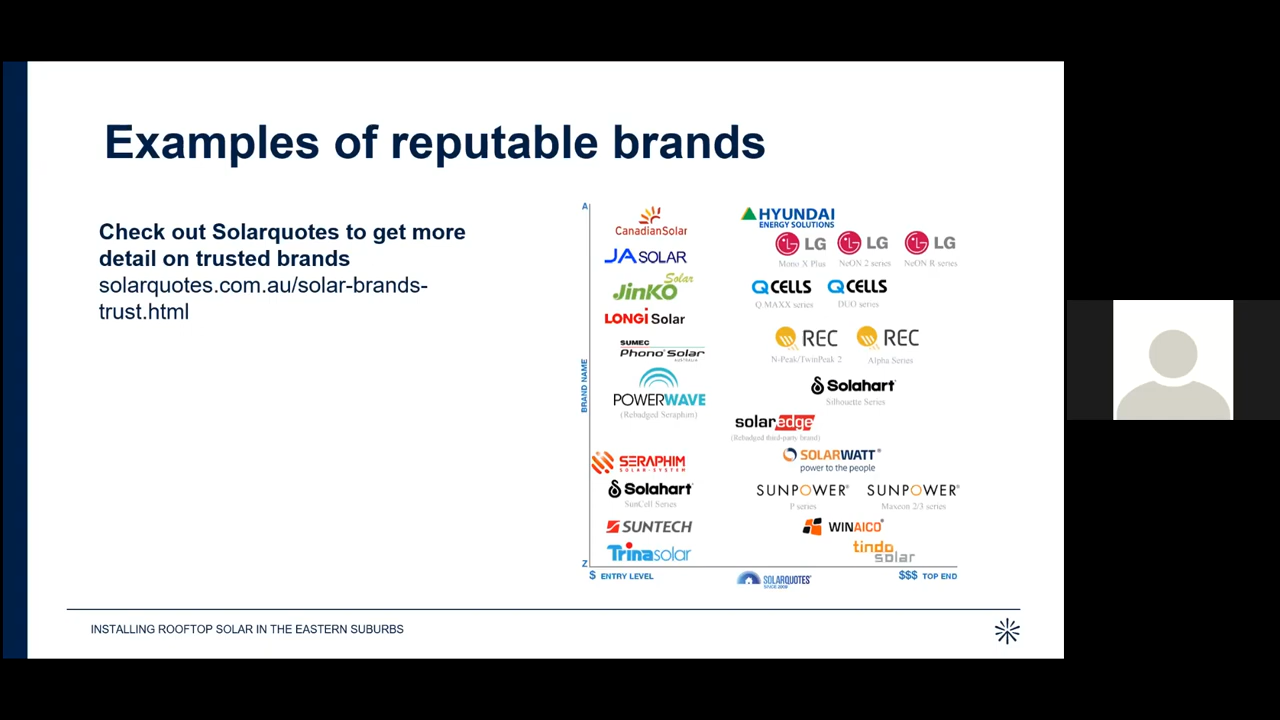 Examples of reputable brands
Check out Solarquotes to get more
detail on trusted brands
solarquotes.com.au/solar-brands-
trust.html
A
BRAND NAME
Z
CanadianSolar
HYUNDAI
ENERGY SOLUTIONS
LG LG LG
Mono X Plus NeON 2 series NeON R series
JA SOLAR
Solar
JinKO
Q CELLS Q CELLS
Q.MAXX series DUO series
LONGi Solar
SUMEC
Phono Solar
AUSTRALIA
REC REC
N-Peak/TwinPeak 2 Alpha Series
POWERWAVE
(Rebadged Seraphim)
Solahart
Silhouette Series
solaredge
(Rebadged third-party brand)
SERAPHIM
SOLAR-SYSTEM
SOLARWATT®
power to the people
Solahart
SunCell Series
SUNPOWER® SUNPOWER®
P series Maxeon 2/3 series
SUNTECH
WINAICO®
Trinasolar
tindo
solar
$ ENTRY LEVEL
SOLARQUOTES
SINCE 2009
$$$ TOP END
INSTALLING ROOFTOP SOLAR IN THE EASTERN SUBURBS